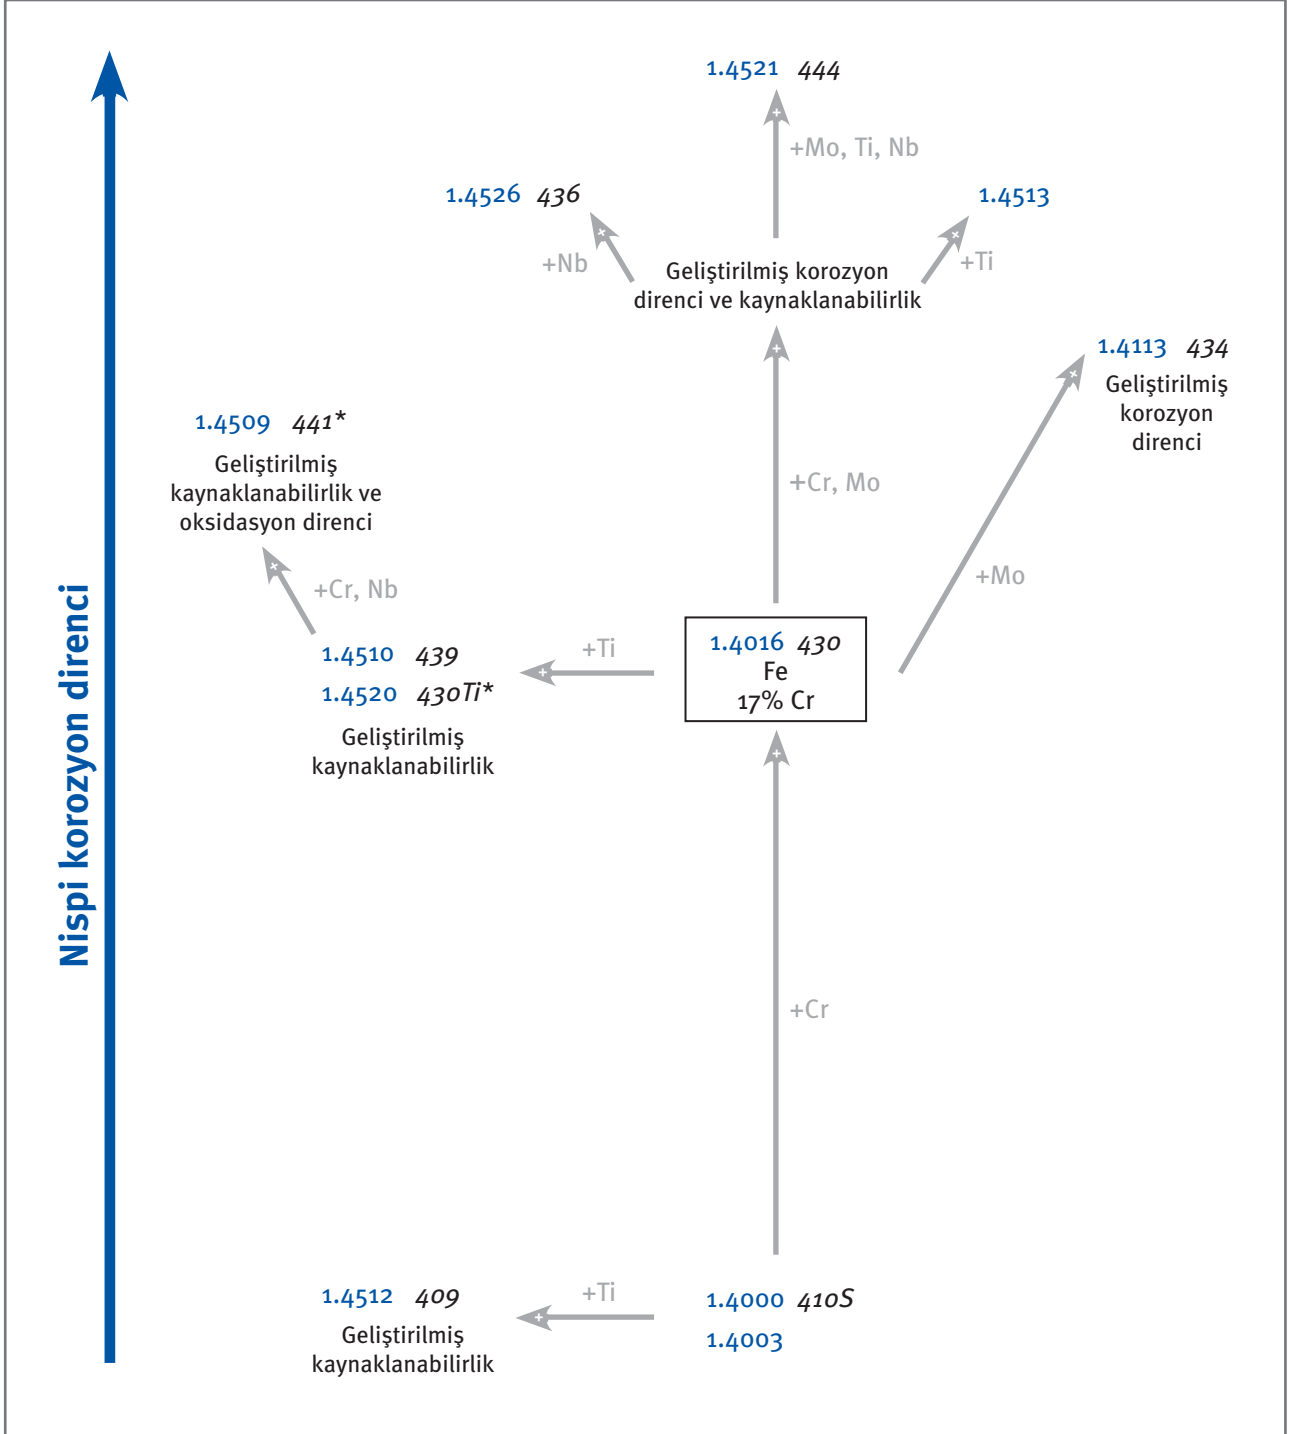 1.4521 444
+Mo, Ti, Nb
1.4526 436
1.4513
+Nb
+Ti
Geliştirilmiş korozyon
direnci ve kaynaklanabilirlik
1.4113 434
Geliştirilmiş
korozyon
direnci
1.4509 441*
Geliştirilmiş
kaynaklanabilirlik ve
oksidasyon direnci
+Cr, Mo
+Mo
+Cr, Nb
1.4510 439
1.4520 430Ti*
Geliştirilmiş
kaynaklanabilirlik
+Ti
1.4016 430
Fe
17% Cr
Nispi korozyon direnci
+Cr
1.4512 409
Geliştirilmiş
kaynaklanabilirlik
+Ti
1.4000 410S
1.4003